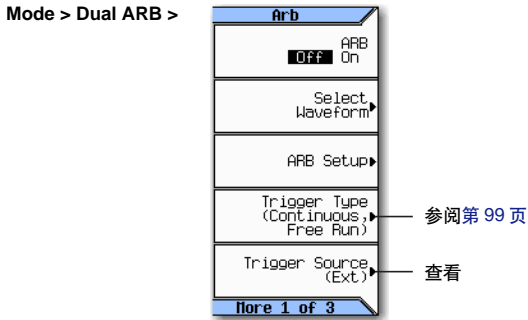 Mode > Dual ARB >
Arb
ARB
Off On
Select
Waveform
ARB Setup
Trigger Type
(Continuous,
Free Run)
参阅第 99 页
Trigger Source
(Ext)
查看
More 1 of 3